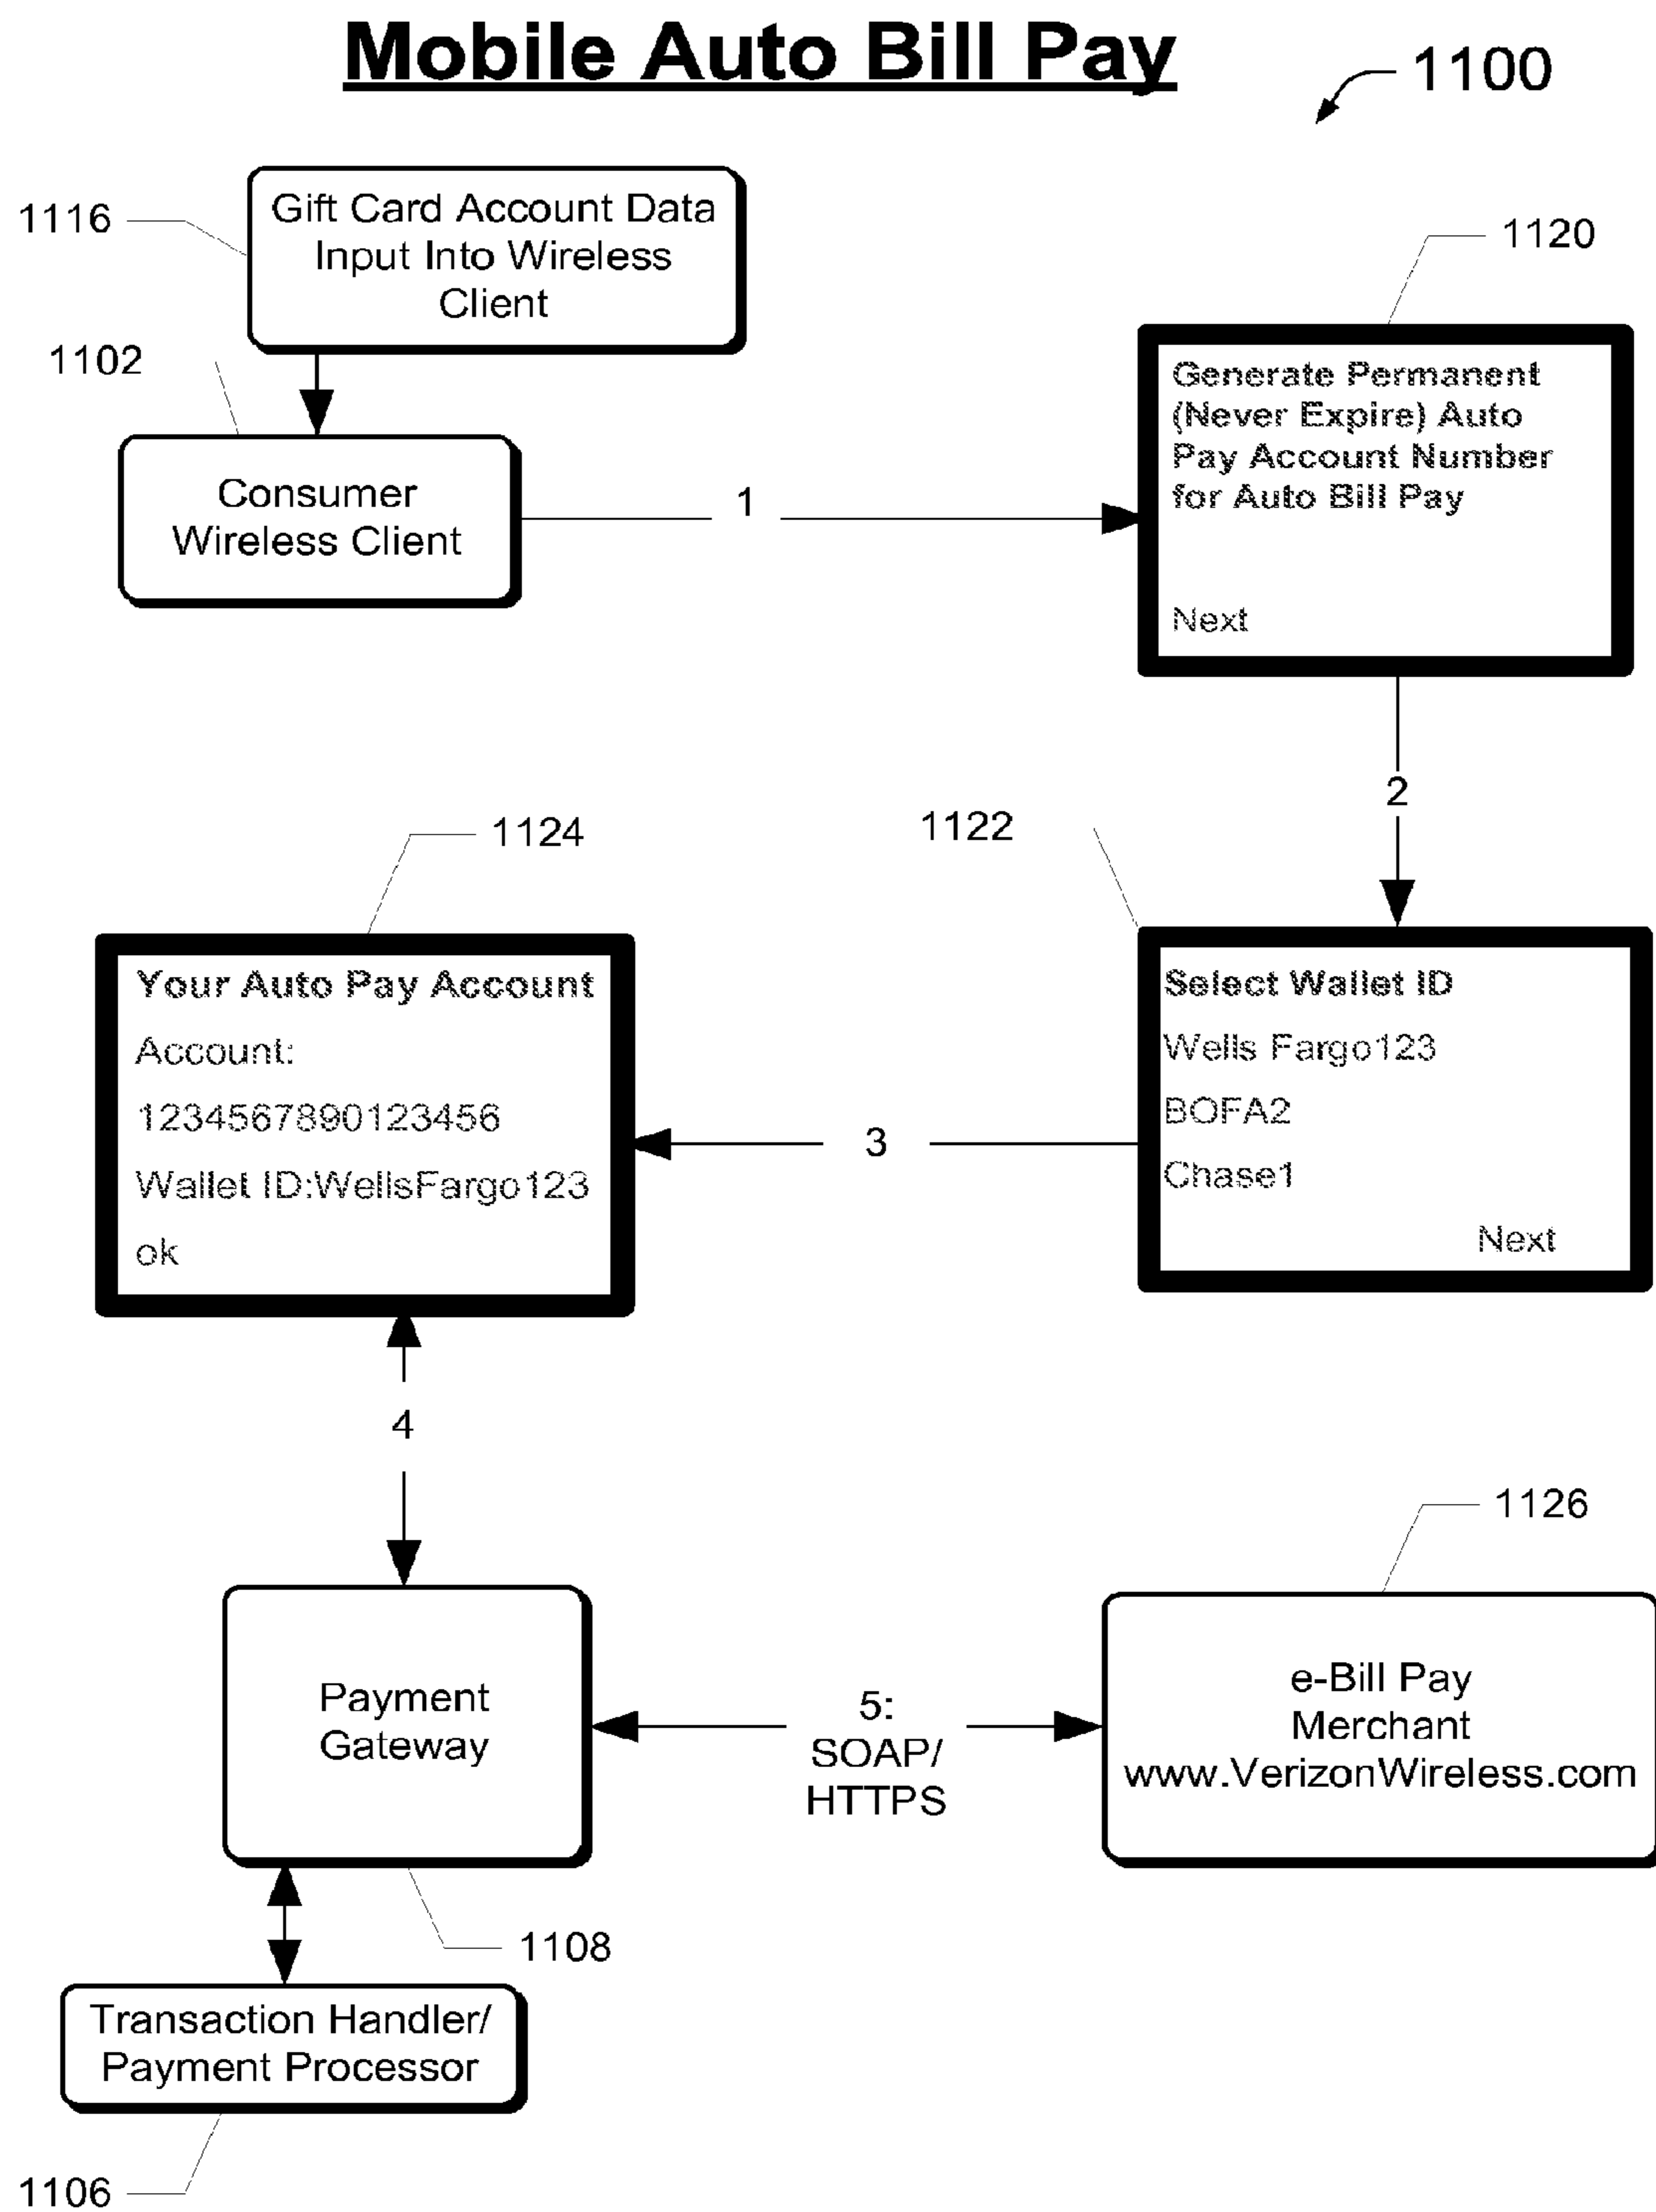 Mobile Auto Bill Pay
1100
1116
Gift Card Account Data
Input Into Wireless
Client
1102
Consumer
Wireless Client
1
1120
Generate Permanent
(Never Expire) Auto
Pay Account Number
for Auto Bill Pay
Next
2
1122
Select Wallet ID
Wells Fargo123
BOFA2
Chase1
Next
3
1124
Your Auto Pay Account
Account:
1234567890123456
Wallet ID:WellsFargo123
ok
4
Payment
Gateway
1108
5:
SOAP/
HTTPS
1126
e-Bill Pay
Merchant
www.VerizonWireless.com
Transaction Handler/
Payment Processor
1106